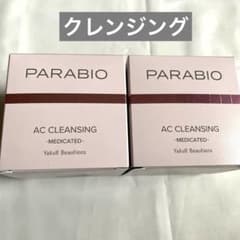 クレンジング
PARABIO
AC CLEANSING
-MEDICATED-
Yakult Beautiens
PARABIO
AC CLEANSING
-MEDICATED-
Yakult Beautiens